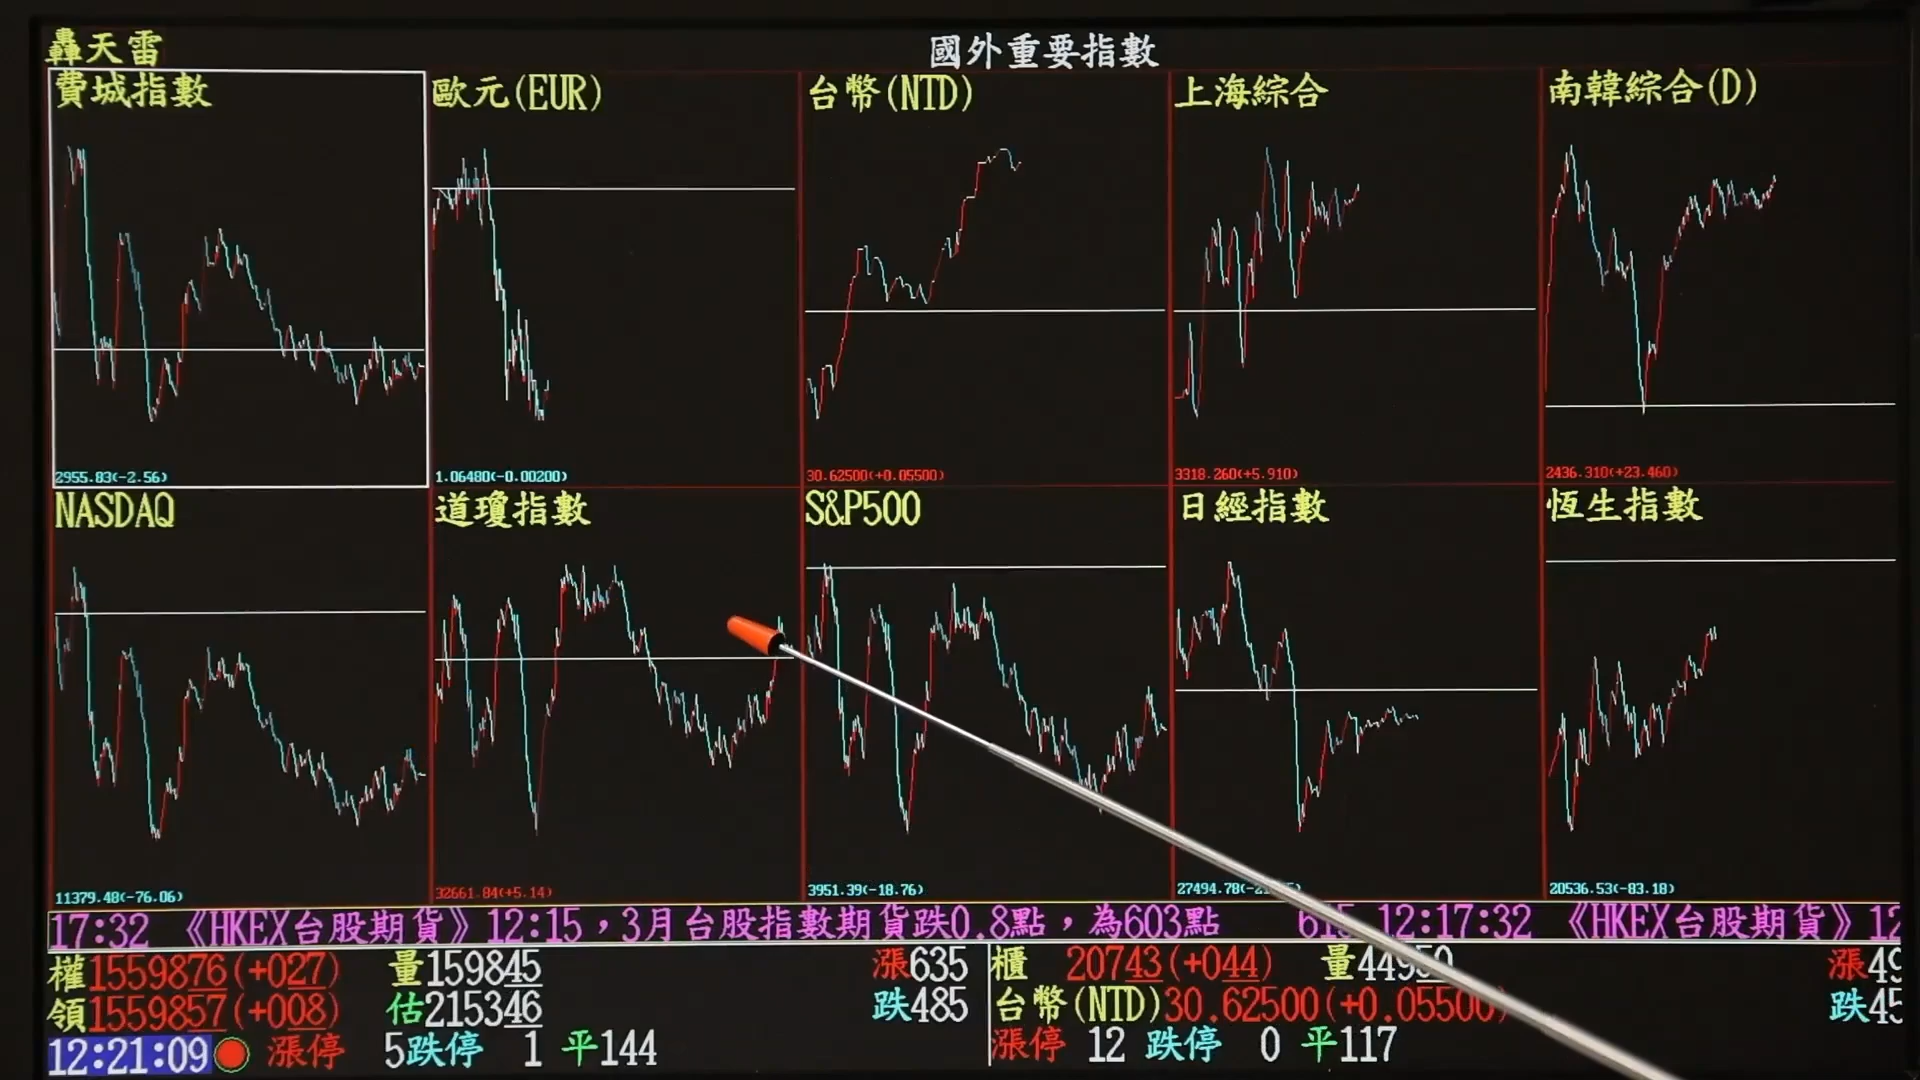 轟天雷
國外重要指數
費城指數
歐元(EUR)
台幣(NTD)
上海綜合
南韓綜合(D)
2955.83(-2.56)
1.06480(-0.00200)
30.62500(+0.05500)
3318.260(+5.910)
2436.310(+23.460)
NASDAQ
道瓊指數
S&P500
日經指數
恆生指數
11379.48(-76.06)
32661.84(+5.14)
3951.39(-18.76)
27494.78
20536.53(-83.18)
17:32 《HKEX台股期貨》12:15，3月台股指數期貨跌0.8點，為603點 12:17:32 《HKEX台股期貨》12
權1559876(+027) 量159845 漲635 櫃 20743(+044) 量 漲49
領1559857(+008) 估215346 跌485 台幣(NTD)30.62500(+0.05500) 跌45
12:21:09 漲停 5跌停 1 平144 漲停 12 跌停 0 平117